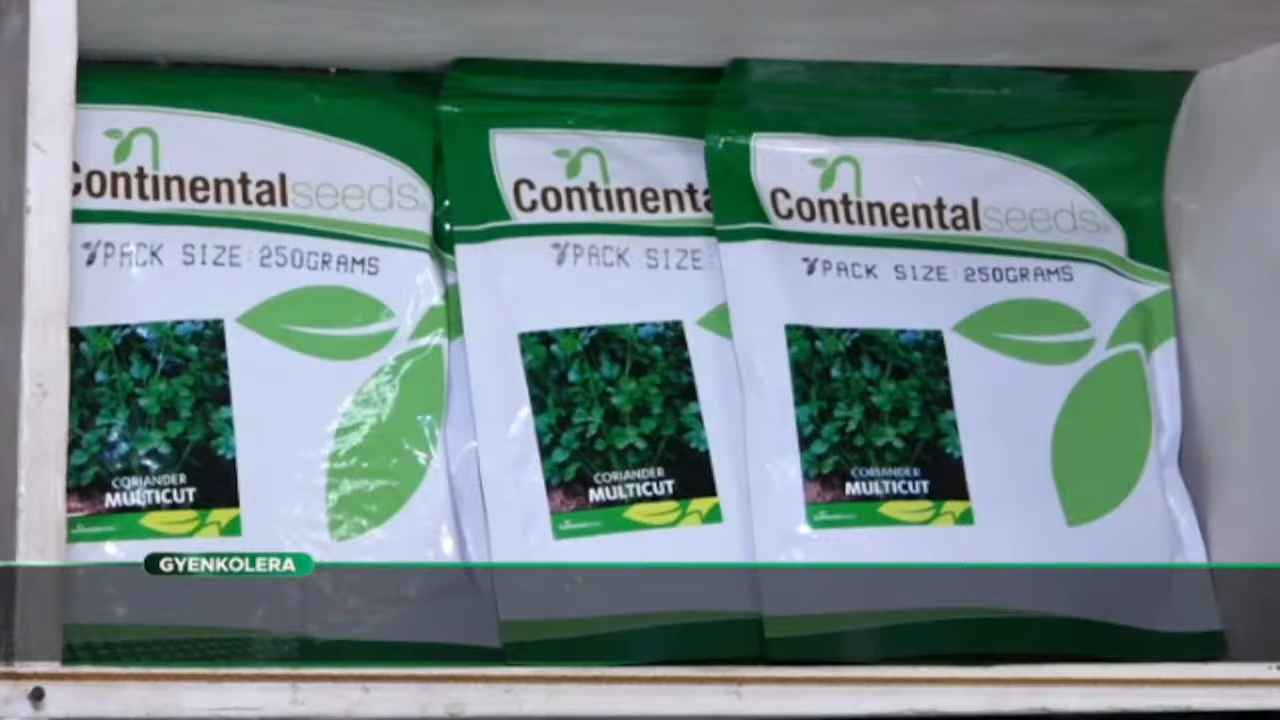 Continentalseeds
PACK SIZE:250GRAMS
CORIANDER
MULTICUT
Continenta
PACK SIZE:
CORIANDER
MULTICUT
Continentalseeds
PACK SIZE:250GRAMS
CORIANDER
MULTICUT
GYENKOLERA